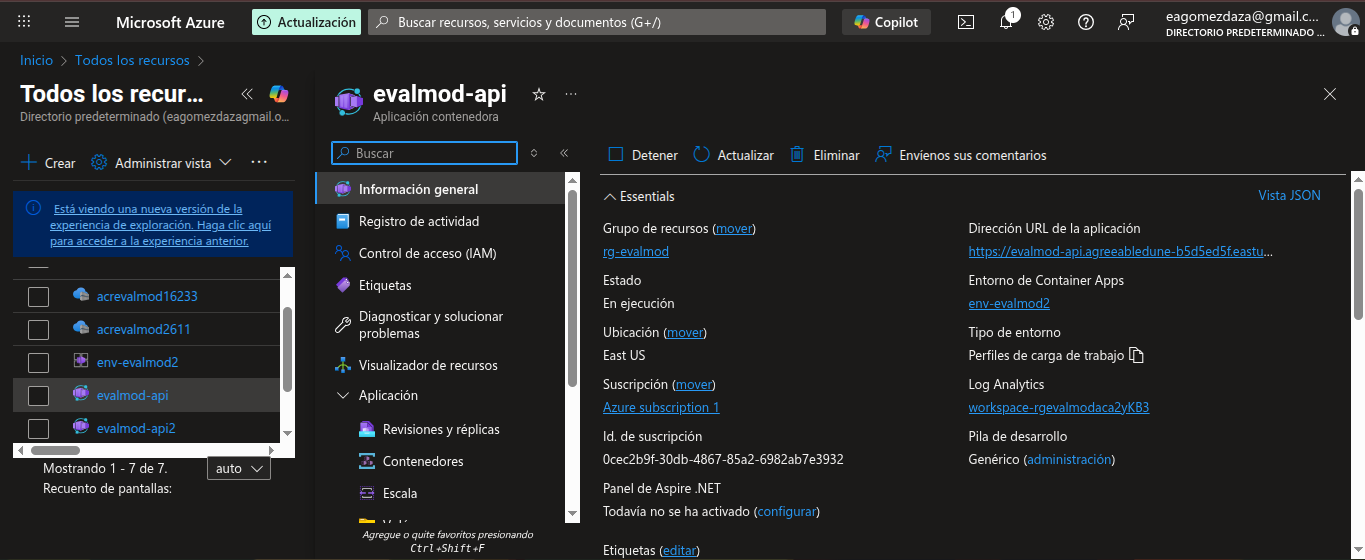 Microsoft Azure
Actualización
Buscar recursos, servicios y documentos (G+/)
Copilot
1
eagomezdaza@gmail.c...
DIRECTORIO PREDETERMINADO ...
Inicio > Todos los recursos >
Todos los recur...
Directorio predeterminado (eagomezdazagmail.o...
Crear
Administrar vista
Está viendo una nueva versión de la
experiencia de exploración. Haga clic aquí
para acceder a la experiencia anterior.
acrevalmod16233
acrevalmod2611
env-evalmod2
evalmod-api
evalmod-api2
Mostrando 1 - 7 de 7.
auto
Recuento de pantallas:
evalmod-api
Aplicación contenedora
Buscar
Información general
Registro de actividad
Control de acceso (IAM)
Etiquetas
Diagnosticar y solucionar
problemas
Visualizador de recursos
Aplicación
Revisiones y réplicas
Contenedores
Escala
Agregue o quite favoritos presionando
Ctrl+Shift+F
Detener
Actualizar
Eliminar
Envienos sus comentarios
Essentials
Vista JSON
Grupo de recursos (mover)
rg-evalmod
Estado
En ejecución
Ubicación (mover)
East US
Suscripción (mover)
Azure subscription 1
Id. de suscripción
0cec2b9f-30db-4867-85a2-6982ab7e3932
Panel de Aspire .NET
Todavía no se ha activado (configurar)
Etiquetas (editar)
Dirección URL de la aplicación
https://evalmod-api.agreeabledune-b5d5ed5f.eastu...
Entorno de Container Apps
env-evalmod2
Tipo de entorno
Perfiles de carga de trabajo
Log Analytics
workspace-rgevalmodaca2yKB3
Pila de desarrollo
Genérico (administración)